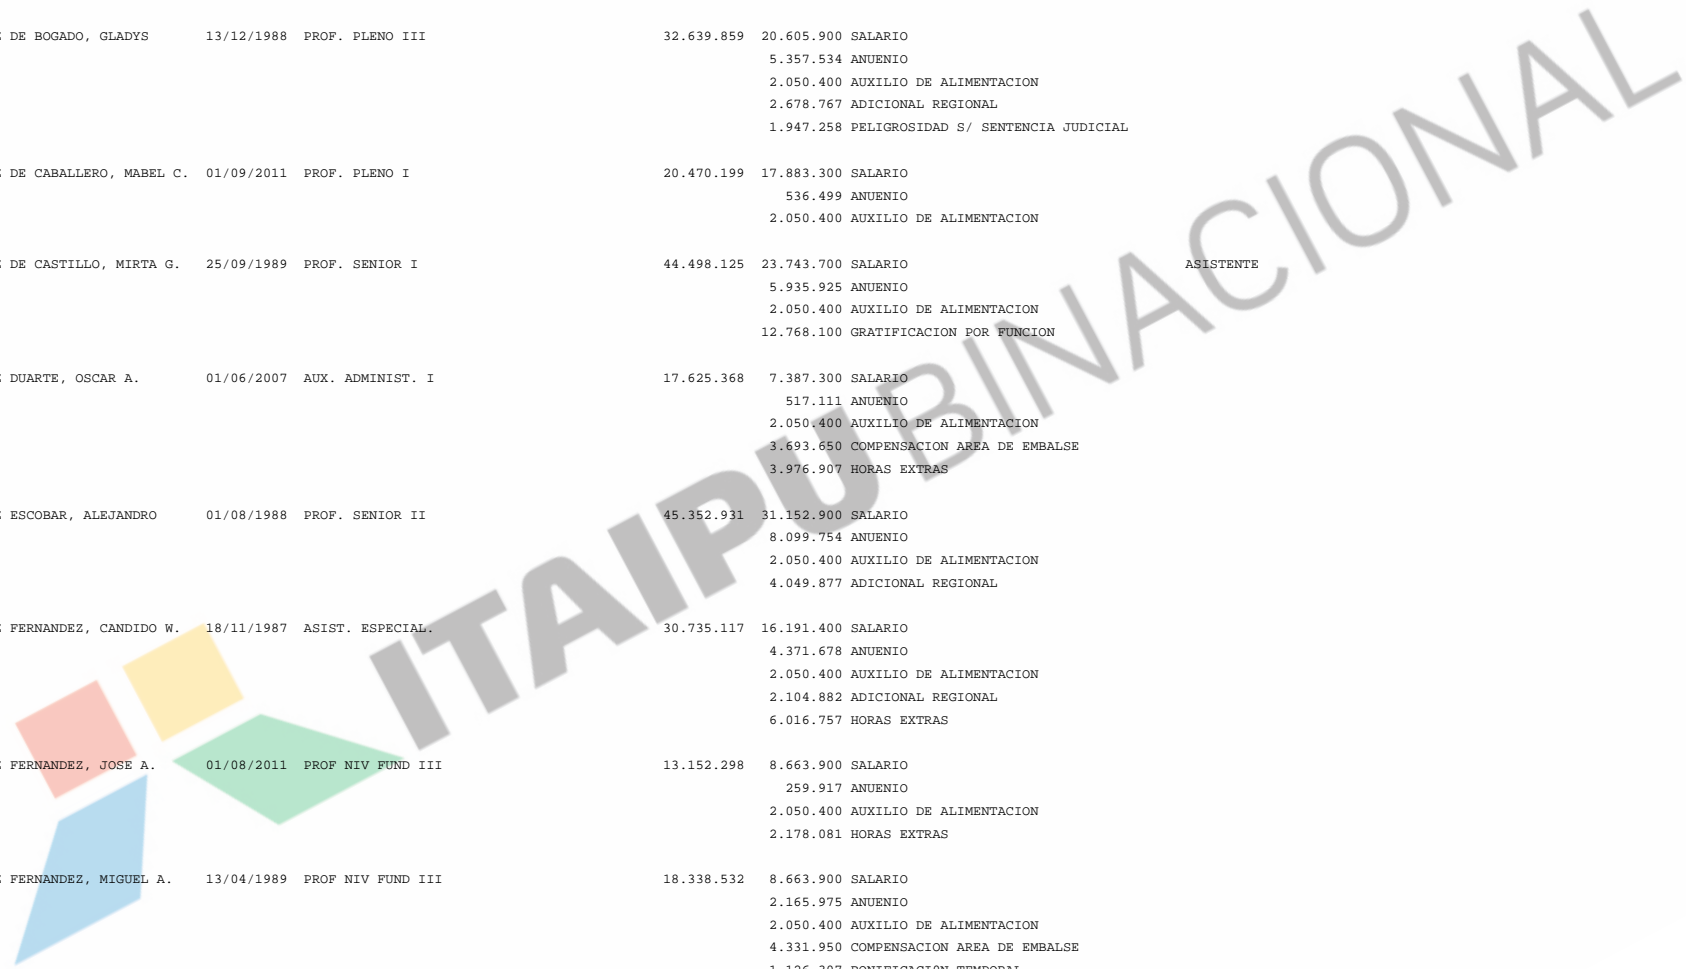 DE BOGADO, GLADYS 13/12/1988 PROF. PLENO III 32.639.859 20.605.900 SALARIO
5.357.534 ANUENIO
2.050.400 AUXILIO DE ALIMENTACION
2.678.767 ADICIONAL REGIONAL
1.947.258 PELIGROSIDAD S/ SENTENCIA JUDICIAL
DE CABALLERO, MABEL C. 01/09/2011 PROF. PLENO I 20.470.199 17.883.300 SALARIO
536.499 ANUENIO
2.050.400 AUXILIO DE ALIMENTACION
DE CASTILLO, MIRTA G. 25/09/1989 PROF. SENIOR I 44.498.125 23.743.700 SALARIO ASISTENTE
5.935.925 ANUENIO
2.050.400 AUXILIO DE ALIMENTACION
12.768.100 GRATIFICACION POR FUNCION
DUARTE, OSCAR A. 01/06/2007 AUX. ADMINIST. I 17.625.368 7.387.300 SALARIO
517.111 ANUENIO
2.050.400 AUXILIO DE ALIMENTACION
3.693.650 COMPENSACION AREA DE EMBALSE
3.976.907 HORAS EXTRAS
ESCOBAR, ALEJANDRO 01/08/1988 PROF. SENIOR II 45.352.931 31.152.900 SALARIO
8.099.754 ANUENIO
2.050.400 AUXILIO DE ALIMENTACION
4.049.877 ADICIONAL REGIONAL
FERNANDEZ, CANDIDO W. 18/11/1987 ASIST. ESPECIAL. 30.735.117 16.191.400 SALARIO
4.371.678 ANUENIO
2.050.400 AUXILIO DE ALIMENTACION
2.104.882 ADICIONAL REGIONAL
6.016.757 HORAS EXTRAS
FERNANDEZ, JOSE A. 01/08/2011 PROF NIV FUND III 13.152.298 8.663.900 SALARIO
259.917 ANUENIO
2.050.400 AUXILIO DE ALIMENTACION
2.178.081 HORAS EXTRAS
FERNANDEZ, MIGUEL A. 13/04/1989 PROF NIV FUND III 18.338.532 8.663.900 SALARIO
2.165.975 ANUENIO
2.050.400 AUXILIO DE ALIMENTACION
4.331.950 COMPENSACION AREA DE EMBALSE
ITAIPU BINACIONAL